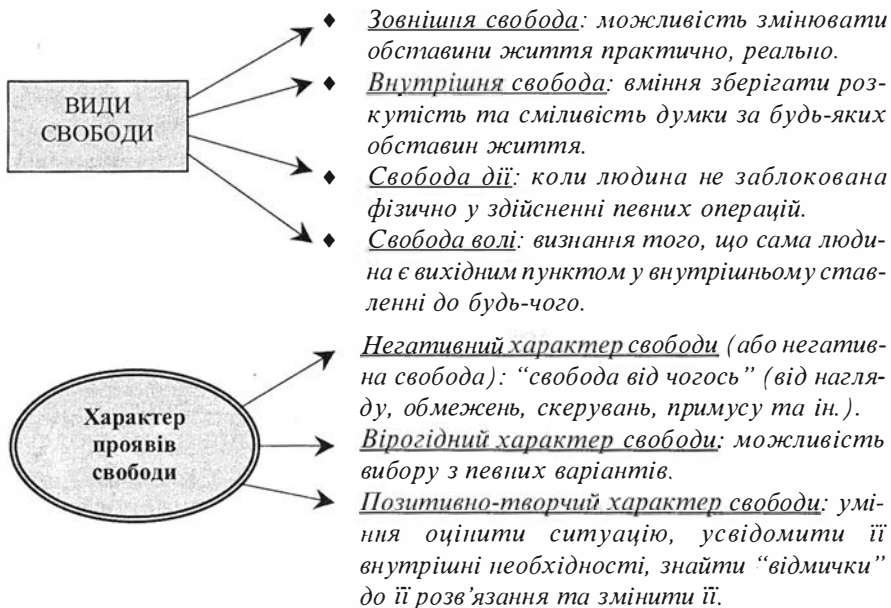 ВИДИ
СВОБОДИ
♦ Зовнішня свобода: можливість змінювати
обставини життя практично, реально.
♦ Внутрішня свобода: вміння зберігати роз-
кутість та сміливість думки за будь-яких
обставин життя.
♦ Свобода дії: коли людина не заблокована
фізично у здійсненні певних операцій.
♦ Свобода волі: визнання того, що сама люди-
на є вихідним пунктом у внутрішньому став-
ленні до будь-чого.
Характер
проявів
свободи
Негативний характер свободи (або негатив-
на свобода): “свобода від чогось” (від нагля-
ду, обмежень, скерувань, примусу та ін.).
Вірогідний характер свободи: можливість
вибору з певних варіантів.
Позитивно-творчий характер свободи: умі-
ння оцінити ситуацію, усвідомити її
внутрішні необхідності, знайти “відмички”
до її розв'язання та змінити її.